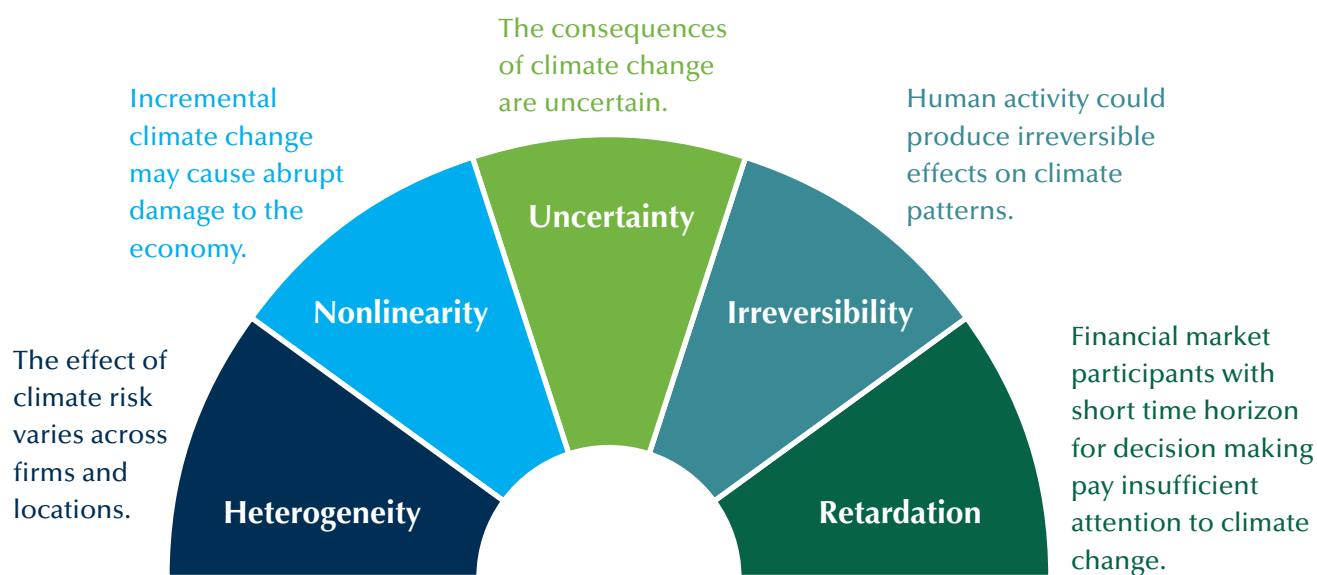 The effect of
climate risk
varies across
firms and
locations.
Heterogeneity
Incremental
climate change
may cause abrupt
damage to the
economy.
Nonlinearity
The consequences
of climate change
are uncertain.
Uncertainty
Human activity could
produce irreversible
effects on climate
patterns.
Irreversibility
Financial market
participants with
short time horizon
for decision making
pay insufficient
attention to climate
change.
Retardation